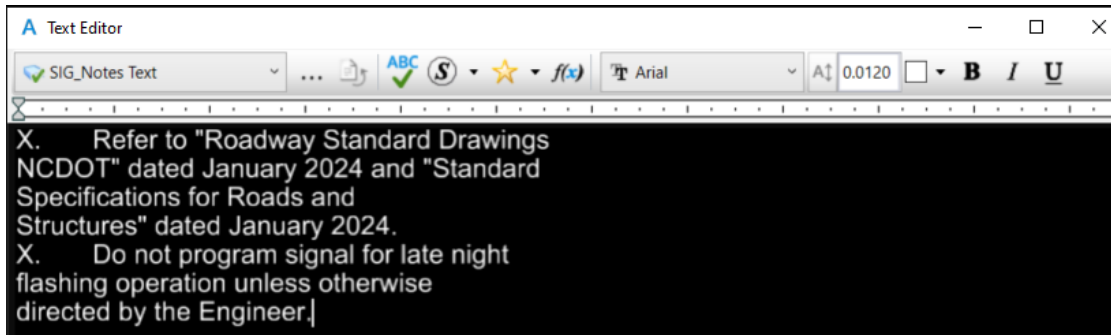 A Text Editor
SIG_Notes Text ... ABC S f(x) Tr Arial A 0.0120 B I U
X. Refer to "Roadway Standard Drawings
NCDOT" dated January 2024 and "Standard
Specifications for Roads and
Structures" dated January 2024.
X. Do not program signal for late night
flashing operation unless otherwise
directed by the Engineer.